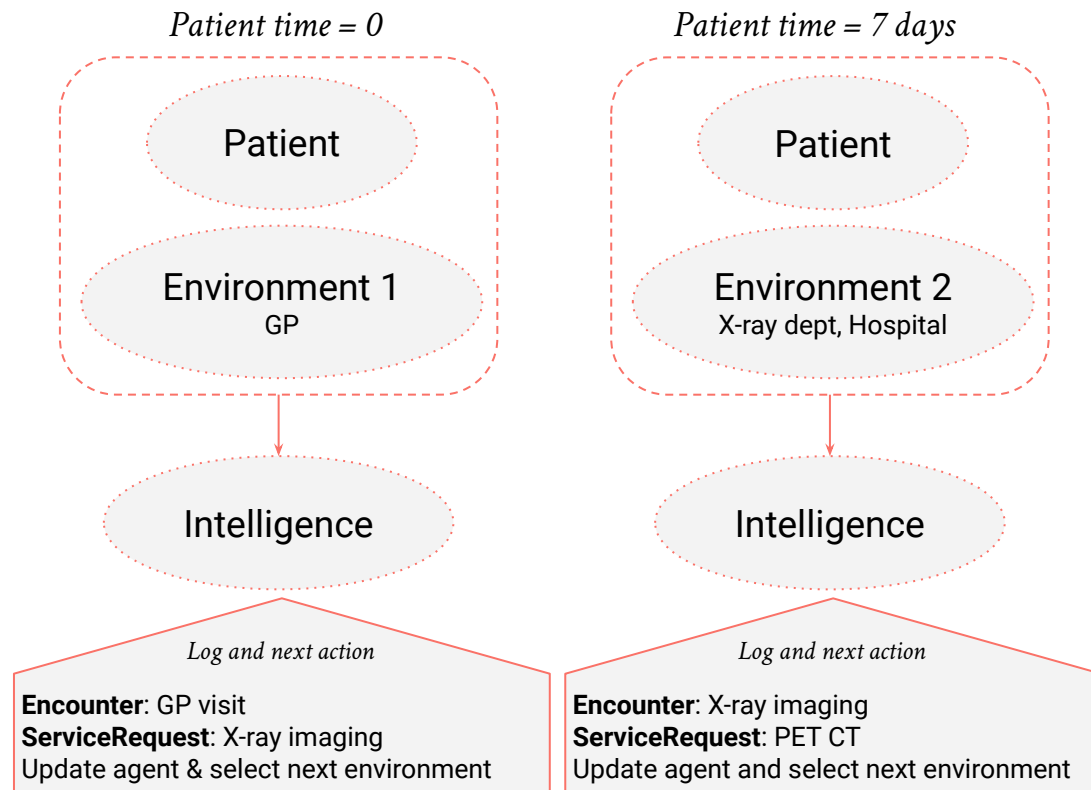 Patient time = 0
Patient
Environment 1
GP
Intelligence
Log and next action
Encounter: GP visit
ServiceRequest: X-ray imaging
Update agent & select next environment
Patient time = 7 days
Patient
Environment 2
X-ray dept, Hospital
Intelligence
Log and next action
Encounter: X-ray imaging
ServiceRequest: PET CT
Update agent and select next environment